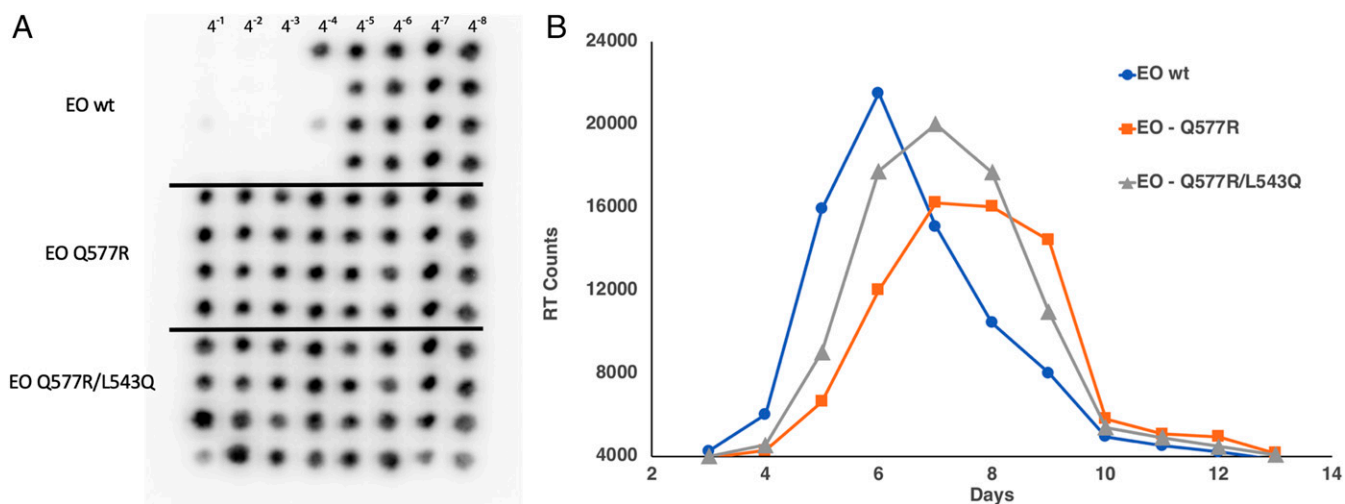 A
4-1 4-2 4-3 4-4 4-5 4-6 4-7 4-8
EO wt
EO Q577R
EO Q577R/L543Q
B
24000
20000
16000
12000
8000
4000
RT Counts
2 4 6 8 10 12 14
Days
EO wt
EO - Q577R
EO - Q577R/L543Q